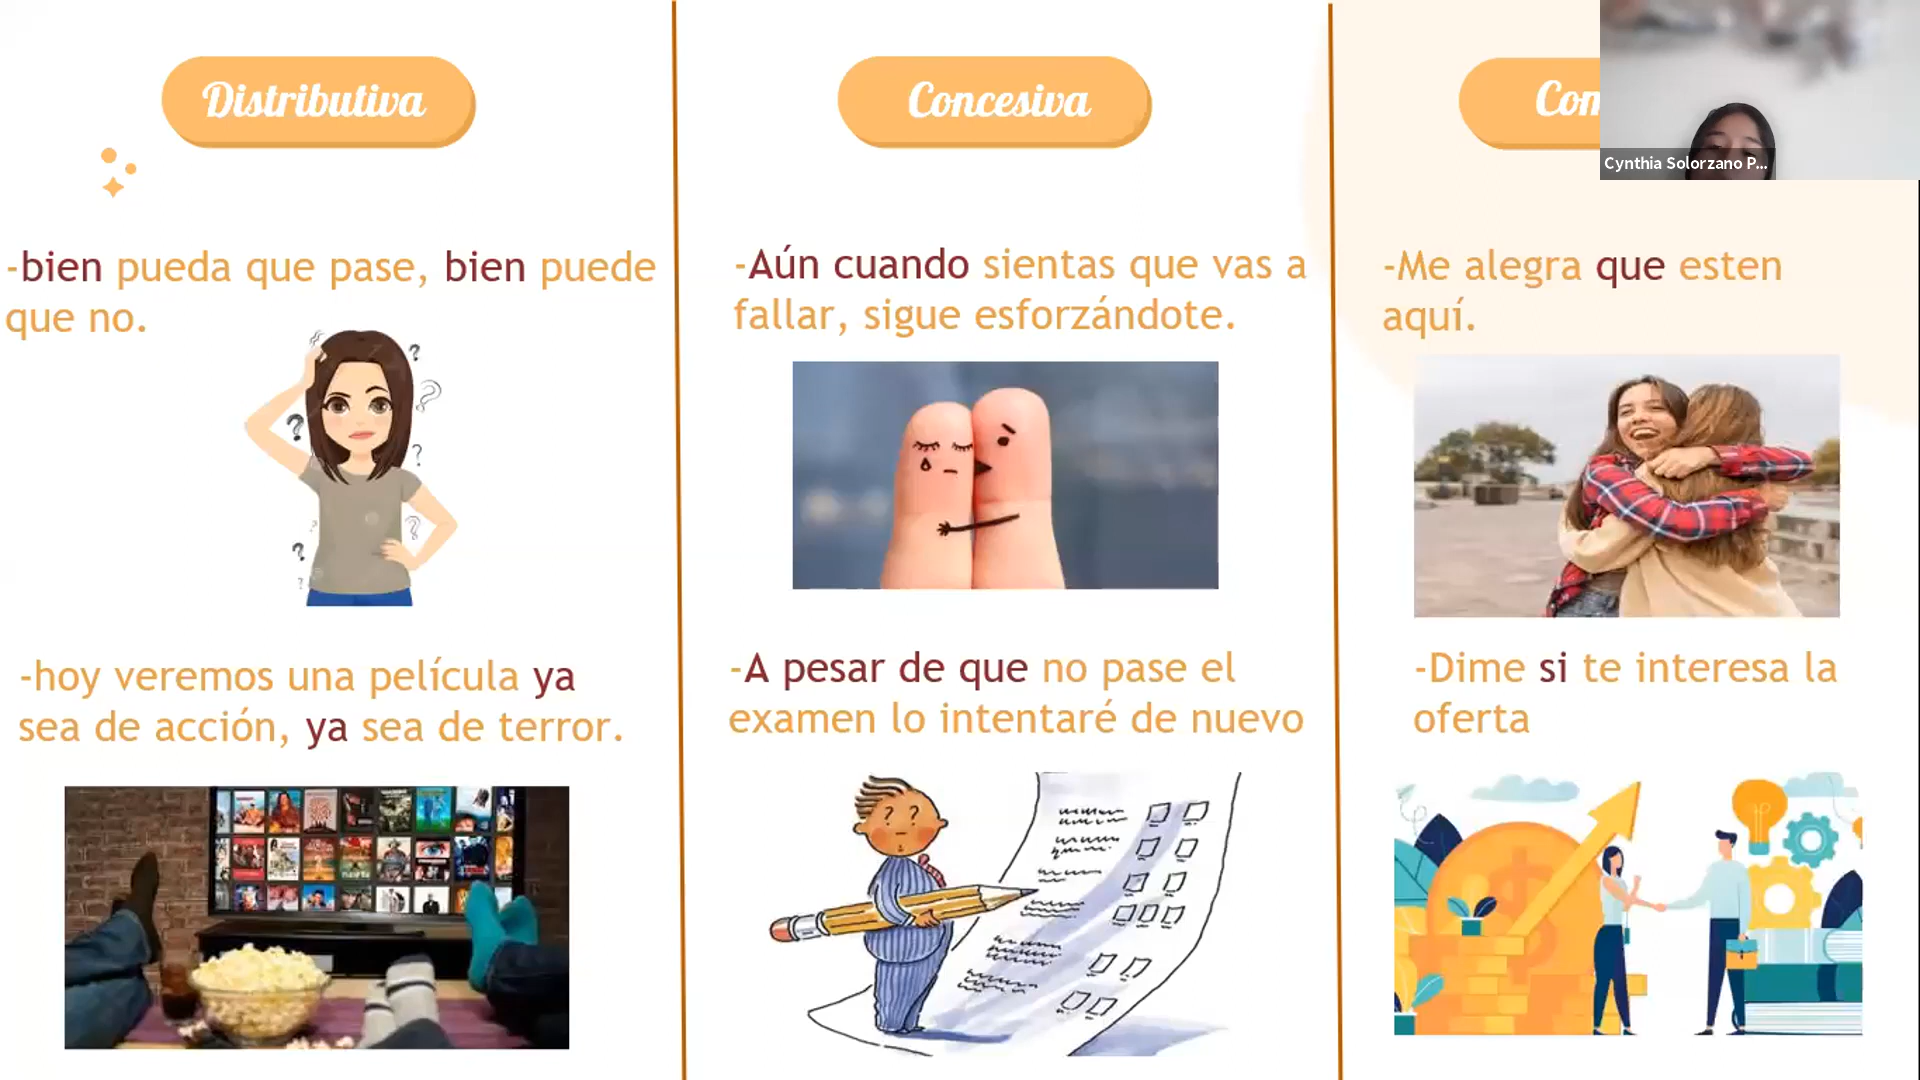 Distributiva
-bien pueda que pase, bien puede
que no.
-hoy veremos una película ya
sea de acción, ya sea de terror.
Concesiva
-Aún cuando sientas que vas a
fallar, sigue esforzándote.
-A pesar de que no pase el
examen lo intentaré de nuevo
Com
Cynthia Solorzano P...
-Me alegra que esten
aquí.
-Dime si te interesa la
oferta